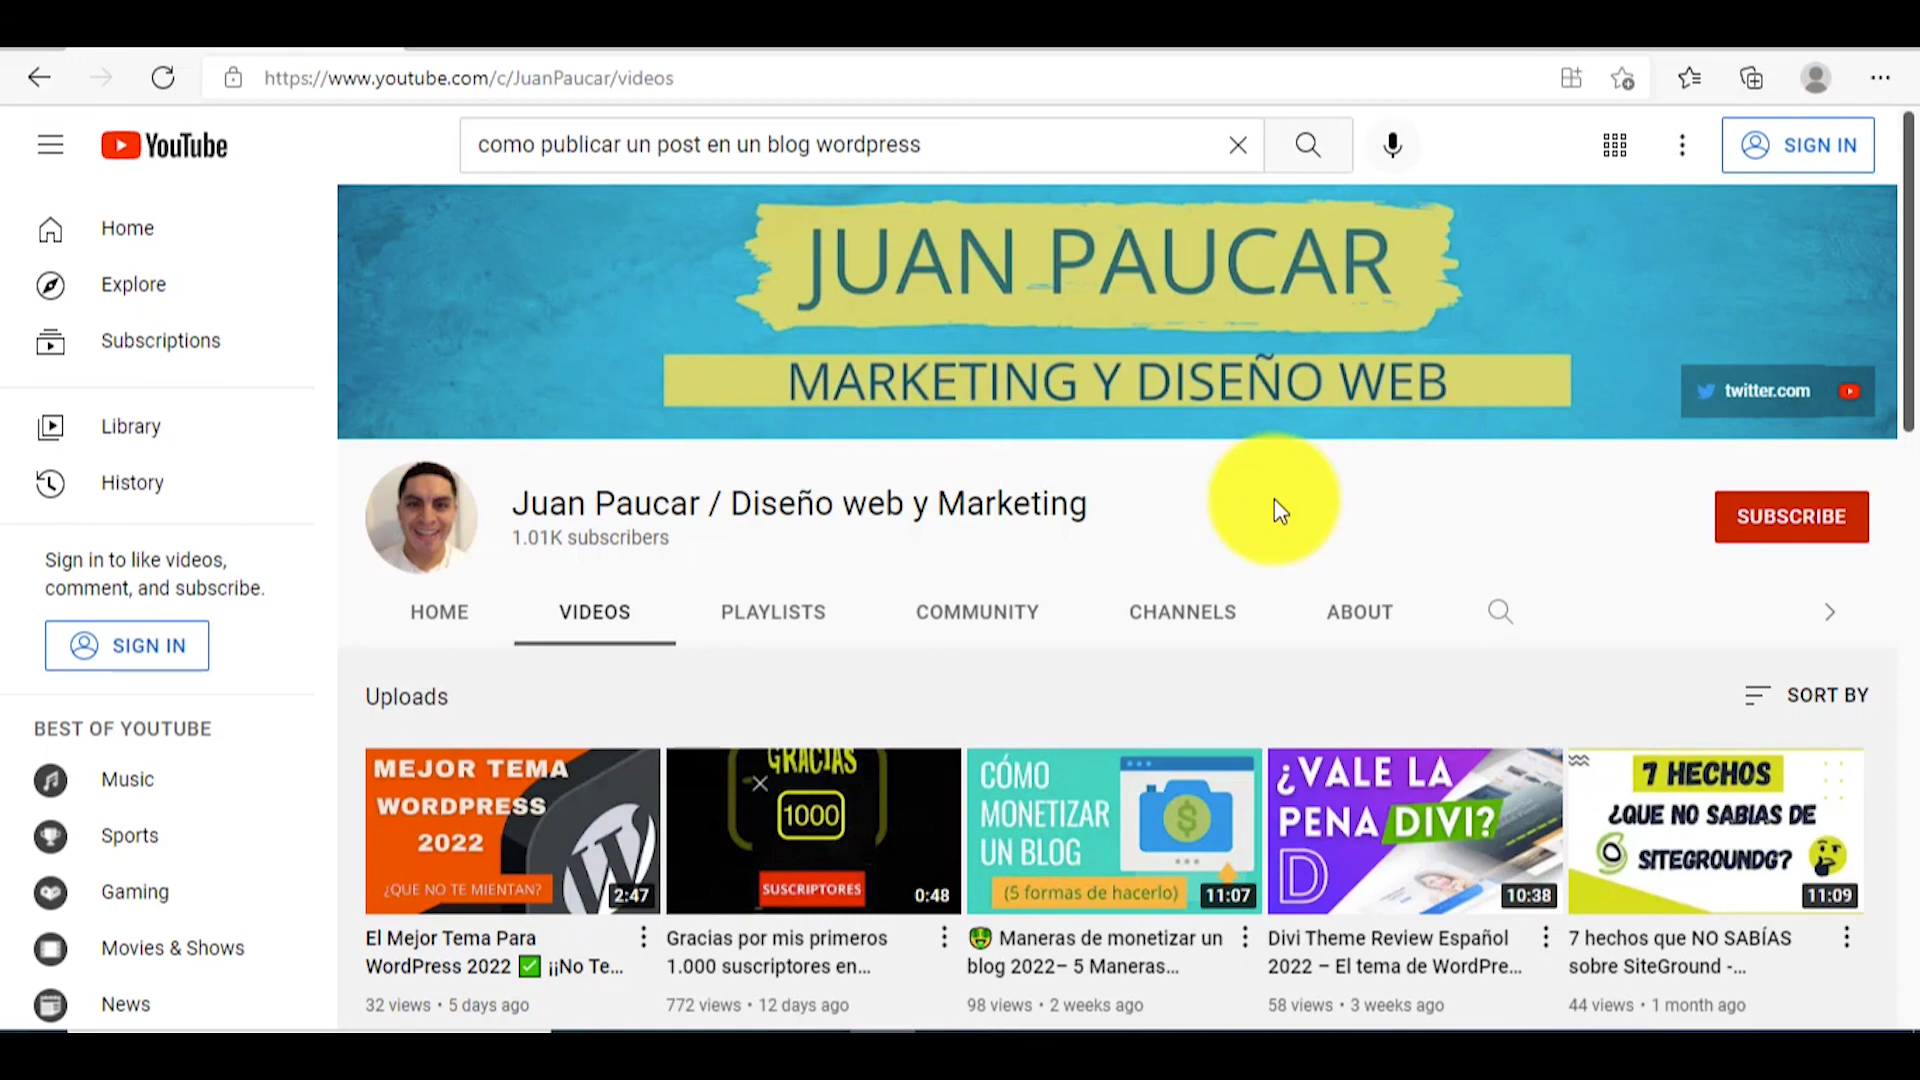 https://www.youtube.com/c/JuanPaucar/videos
YouTube
como publicar un post en un blog wordpress
SIGN IN
Home
Explore
Subscriptions
Library
History
Sign in to like videos,
comment, and subscribe.
SIGN IN
BEST OF YOUTUBE
Music
Sports
Gaming
Movies & Shows
News
JUAN PAUCAR
MARKETING Y DISEÑO WEB
twitter.com
Juan Paucar / Diseño web y Marketing
1.01K subscribers
SUBSCRIBE
HOME
VIDEOS
PLAYLISTS
COMMUNITY
CHANNELS
ABOUT
Uploads
SORT BY
MEJOR TEMA
WORDPRESS
2022
¿QUE NO TE MIENTAN?
2:47
El Mejor Tema Para
WordPress 2022 ✅ ¡¡No Te...
32 views • 5 days ago
GRACIAS
1000
SUSCRIPTORES
0:48
Gracias por mis primeros
1.000 suscriptores en...
772 views • 12 days ago
CÓMO
MONETIZAR
UN BLOG
(5 formas de hacerlo)
11:07
🤑 Maneras de monetizar un
blog 2022– 5 Maneras...
98 views • 2 weeks ago
¿VALE LA
PENA DIVI?
D
10:38
Divi Theme Review Español
2022 – El tema de WordPre...
58 views • 3 weeks ago
7 HECHOS
¿QUE NO SABIAS DE
SITEGROUNDG?
11:09
7 hechos que NO SABÍAS
sobre SiteGround -...
44 views • 1 month ago